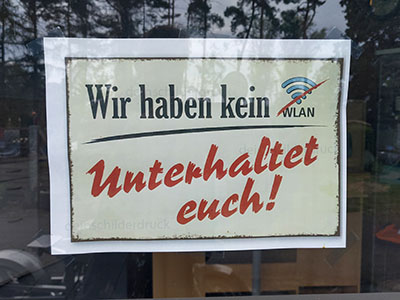 Wir haben kein
WLAN
Unterhaltet
euch!